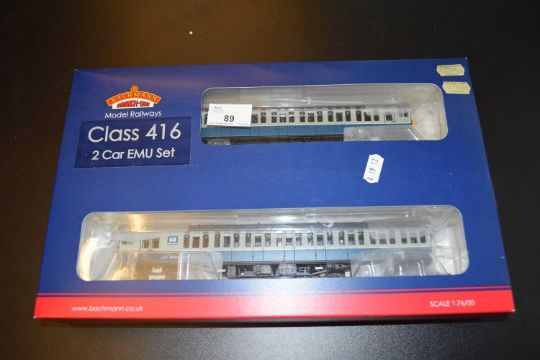 BACHMANN
BRANCH-LINE
Model Railways
Class 416
2 Car EMU Set
89
www.bachmann.co.uk
SCALE 1:76/00